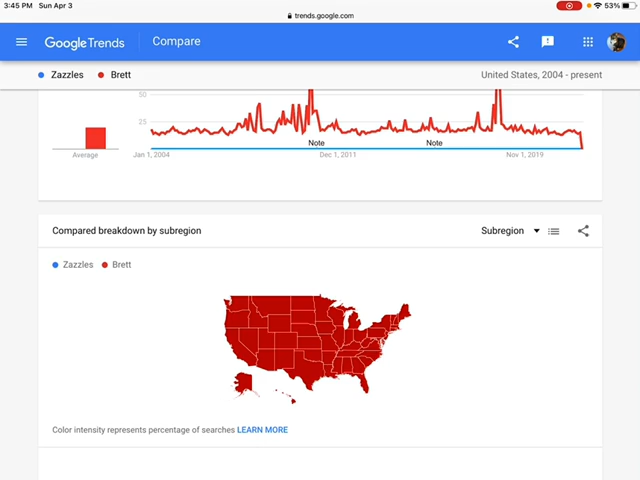 3:45 PM Sun Apr 3
53%
trends.google.com
Google Trends Compare
Zazzles Brett
United States, 2004 - present
50
25
Note Note
Average
Jan 1, 2004 Dec 1, 2011 Nov 1, 2019
Compared breakdown by subregion
Subregion
Zazzles Brett
Color intensity represents percentage of searches LEARN MORE